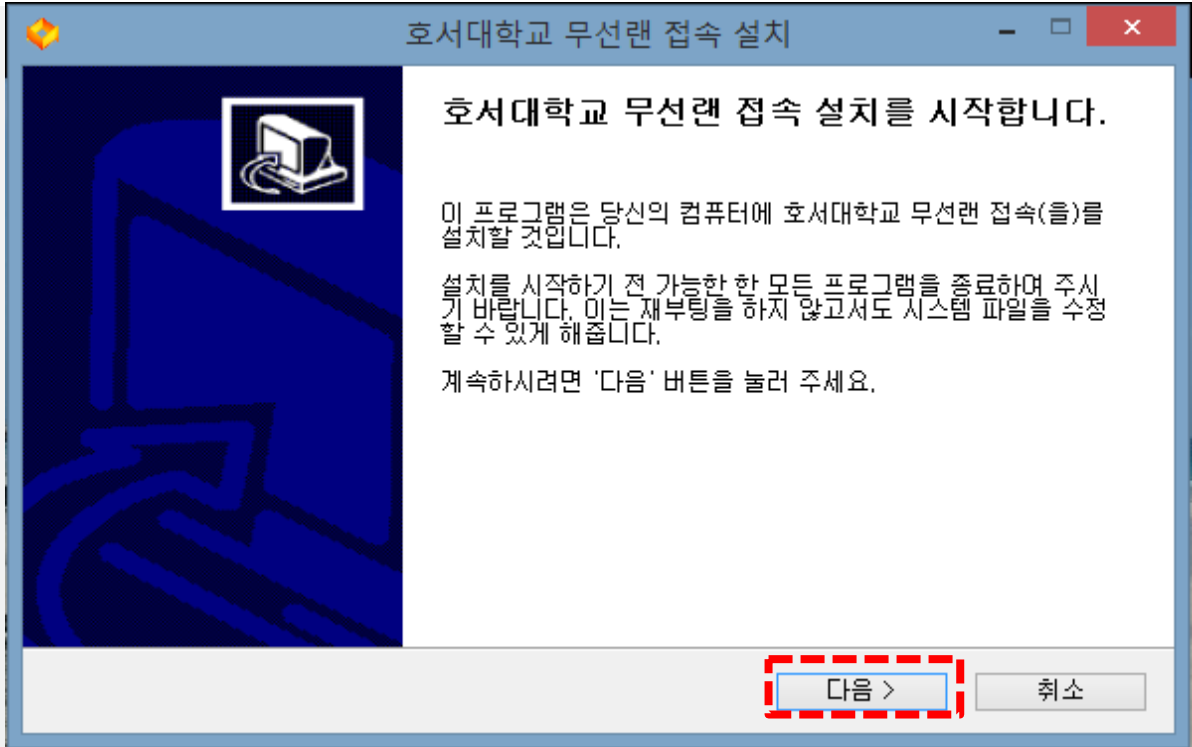 호서대학교 무선랜 접속 설치
호서대학교 무선랜 접속 설치를 시작합니다.
이 프로그램은 당신의 컴퓨터에 호서대학교 무선랜 접속(을)를
설치할 것입니다.
설치를 시작하기 전 가능한 한 모든 프로그램을 종료하여 주시
기 바랍니다. 이는 재부팅을 하지 않고서도 시스템 파일을 수정
할 수 있게 해줍니다.
계속하시려면 '다음' 버튼을 눌러 주세요.
다음 >
취소